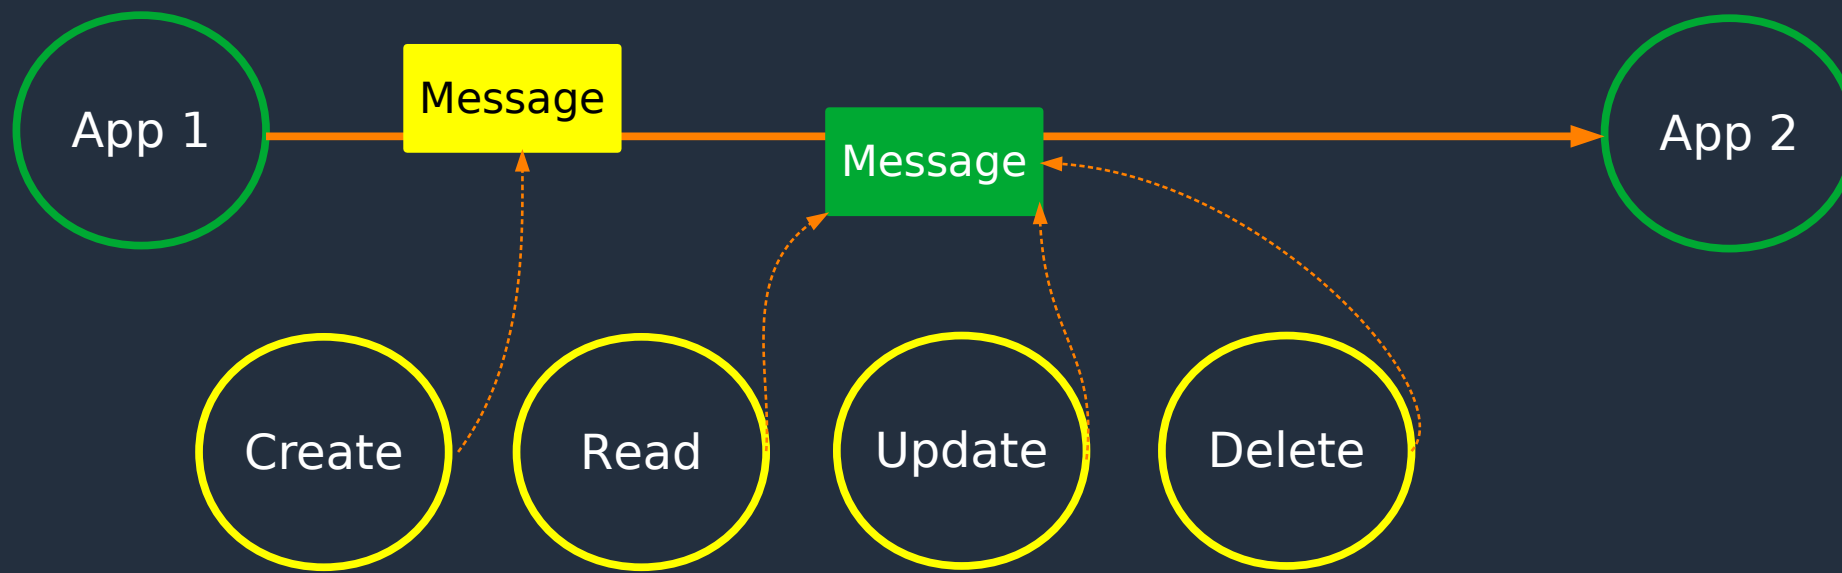 App 1
Message
Message
App 2
Create
Read
Update
Delete